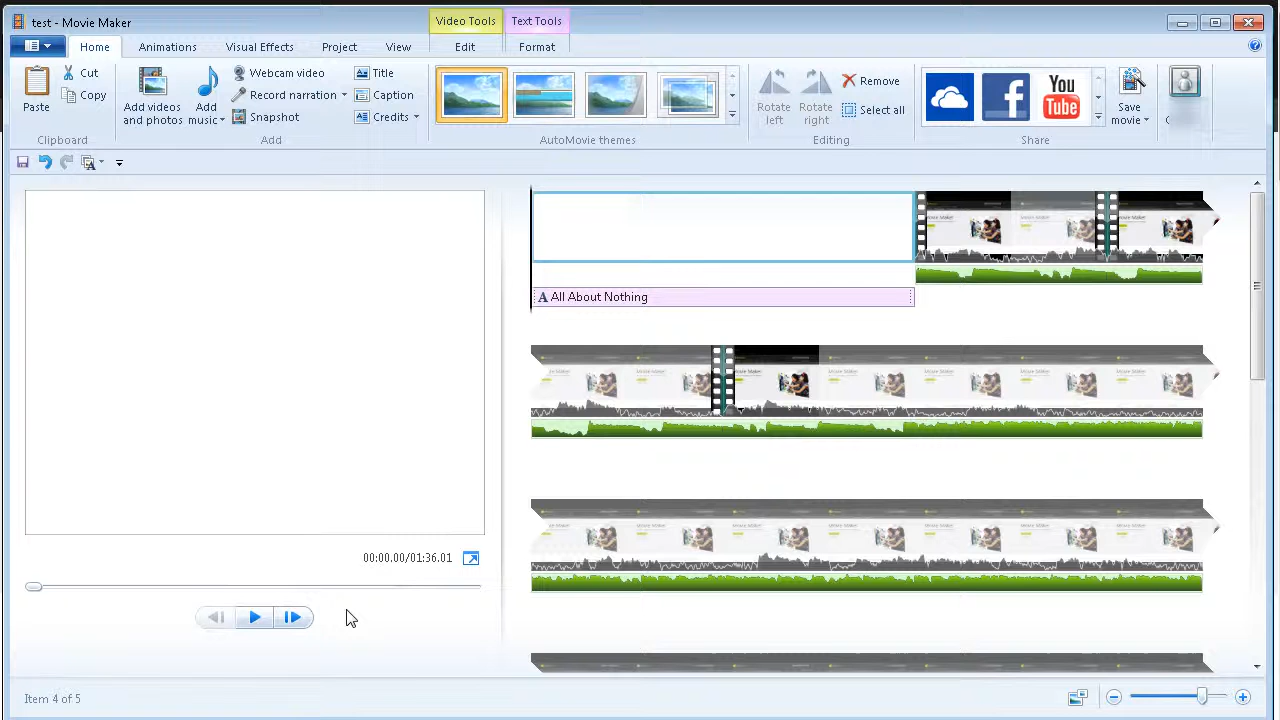 test - Movie Maker
Video Tools
Text Tools
Home
Animations
Visual Effects
Project
View
Edit
Format
Paste
Cut
Copy
Clipboard
Add videos
and photos
Add
music
Webcam video
Record narration
Snapshot
Title
Caption
Credits
Add
AutoMovie themes
Rotate
left
Rotate
right
Remove
Select all
Editing
You
Tube
Save
movie
Share
Movie Maker
A All About Nothing
00:00.00/01:36.01
Item 4 of 5